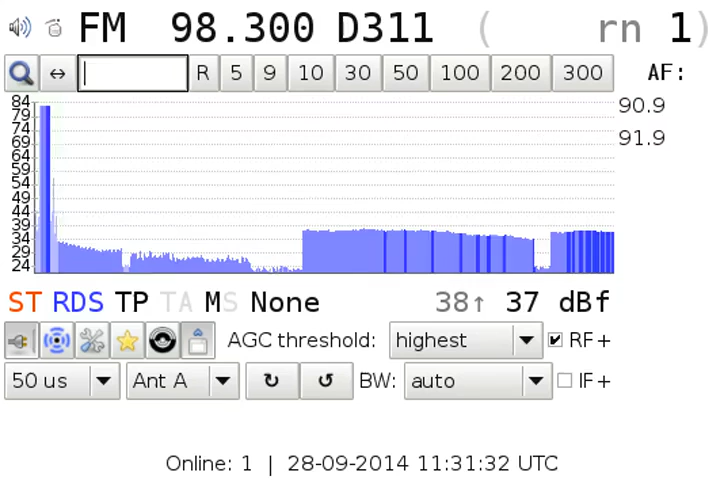 FM 98.300 D311 ( rn 1)
↔ R 5 9 10 30 50 100 200 300 AF:
84
79
74
69
64
59
54
49
44
39
34
29
24
90.9
91.9
ST RDS TP TA MS None 38↑ 37 dBf
AGC threshold: highest RF+
50 us Ant A ↻ ↺ BW: auto IF+
Online: 1 | 28-09-2014 11:31:32 UTC